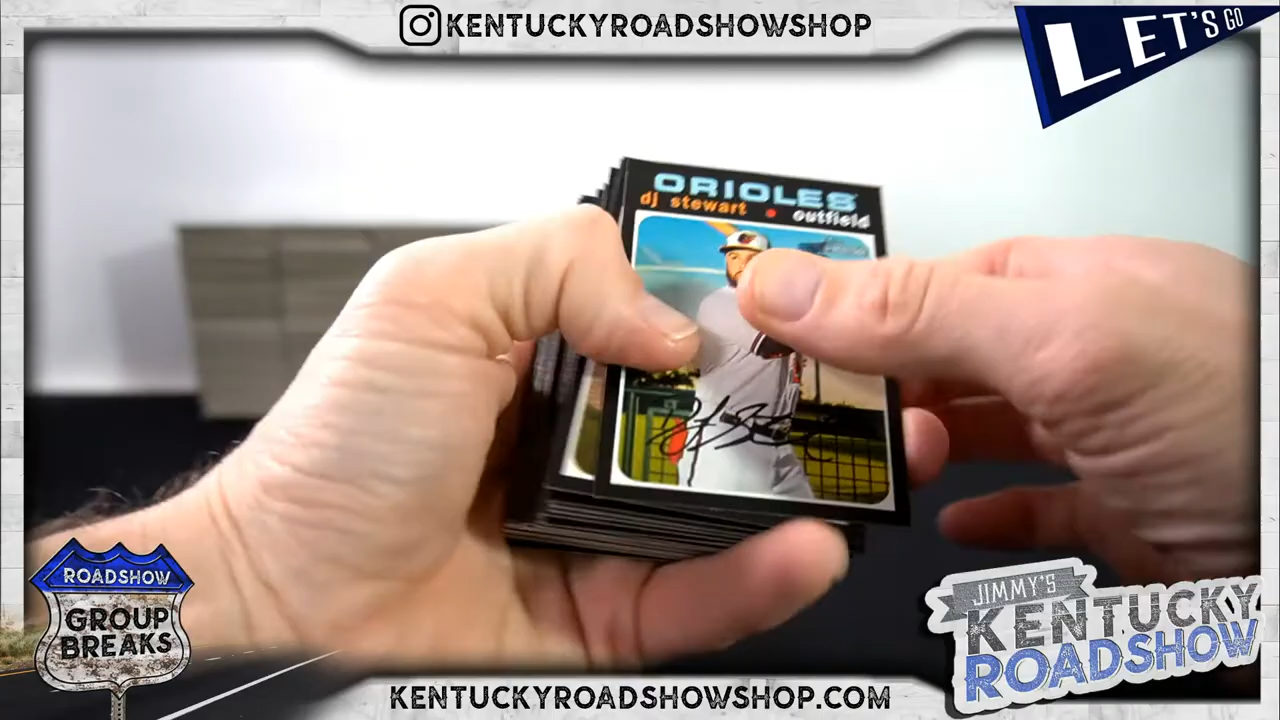 KENTUCKYROADSHOWSHOP
LET'S GO
ORIOLES
dj stewart • outfield
ROADSHOW
GROUP
BREAKS
JIMMY'S
KENTUCKY
ROADSHOW
KENTUCKYROADSHOWSHOP.COM